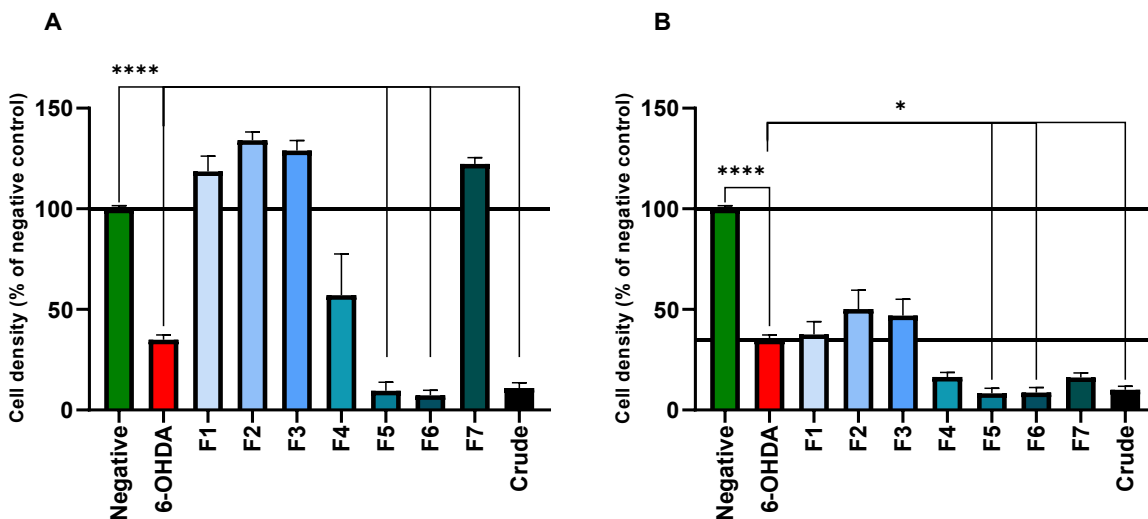 A
****
Cell density (% of negative control)
150
100
50
0
Negative
6-OHDA
F1
F2
F3
F4
F5
F6
F7
Crude
B
*
****
Cell density (% of negative control)
150
100
50
0
Negative
6-OHDA
F1
F2
F3
F4
F5
F6
F7
Crude